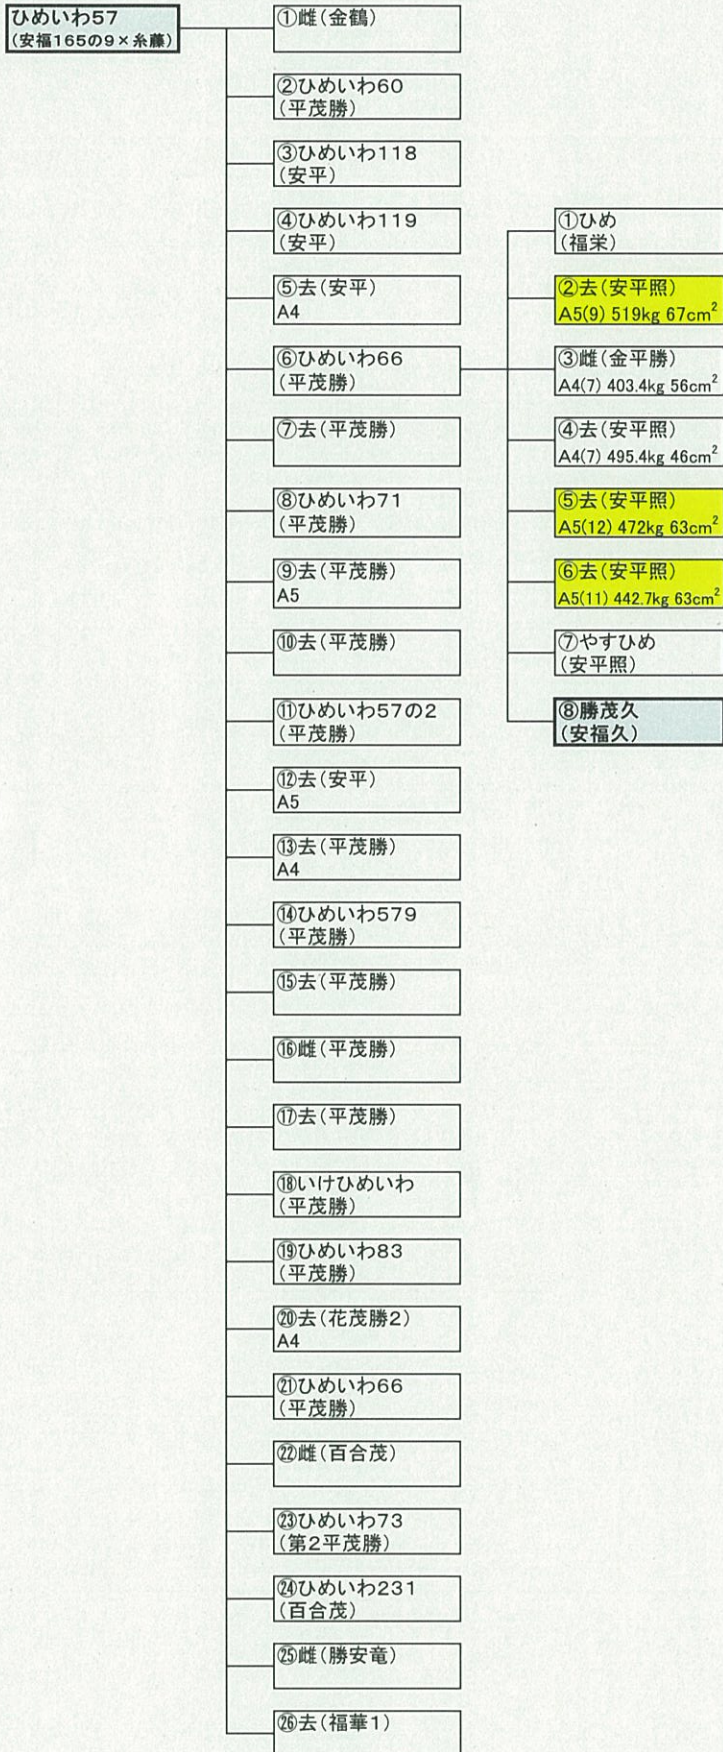 ひめいわ57
(安福165の9×糸藤)
①雌(金鶴)
②ひめいわ60
(平茂勝)
③ひめいわ118
(安平)
④ひめいわ119
(安平)
⑤去(安平)
A4
⑥ひめいわ66
(平茂勝)
⑦去(平茂勝)
⑧ひめいわ71
(平茂勝)
⑨去(平茂勝)
A5
⑩去(平茂勝)
⑪ひめいわ57の2
(平茂勝)
⑫去(安平)
A5
⑬去(平茂勝)
A4
⑭ひめいわ579
(平茂勝)
⑮去(平茂勝)
⑯雌(平茂勝)
⑰去(平茂勝)
⑱いけひめいわ
(平茂勝)
⑲ひめいわ83
(平茂勝)
⑳去(花茂勝2)
A4
㉑ひめいわ66
(平茂勝)
㉒雌(百合茂)
㉓ひめいわ73
(第2平茂勝)
㉔ひめいわ231
(百合茂)
㉕雌(勝安竜)
㉖去(福華1)
①ひめ
(福栄)
②去(安平照)
A5(9) 519kg 67cm²
③雌(金平勝)
A4(7) 403.4kg 56cm²
④去(安平照)
A4(7) 495.4kg 46cm²
⑤去(安平照)
A5(12) 472kg 63cm²
⑥去(安平照)
A5(11) 442.7kg 63cm²
⑦やすひめ
(安平照)
⑧勝茂久
(安福久)